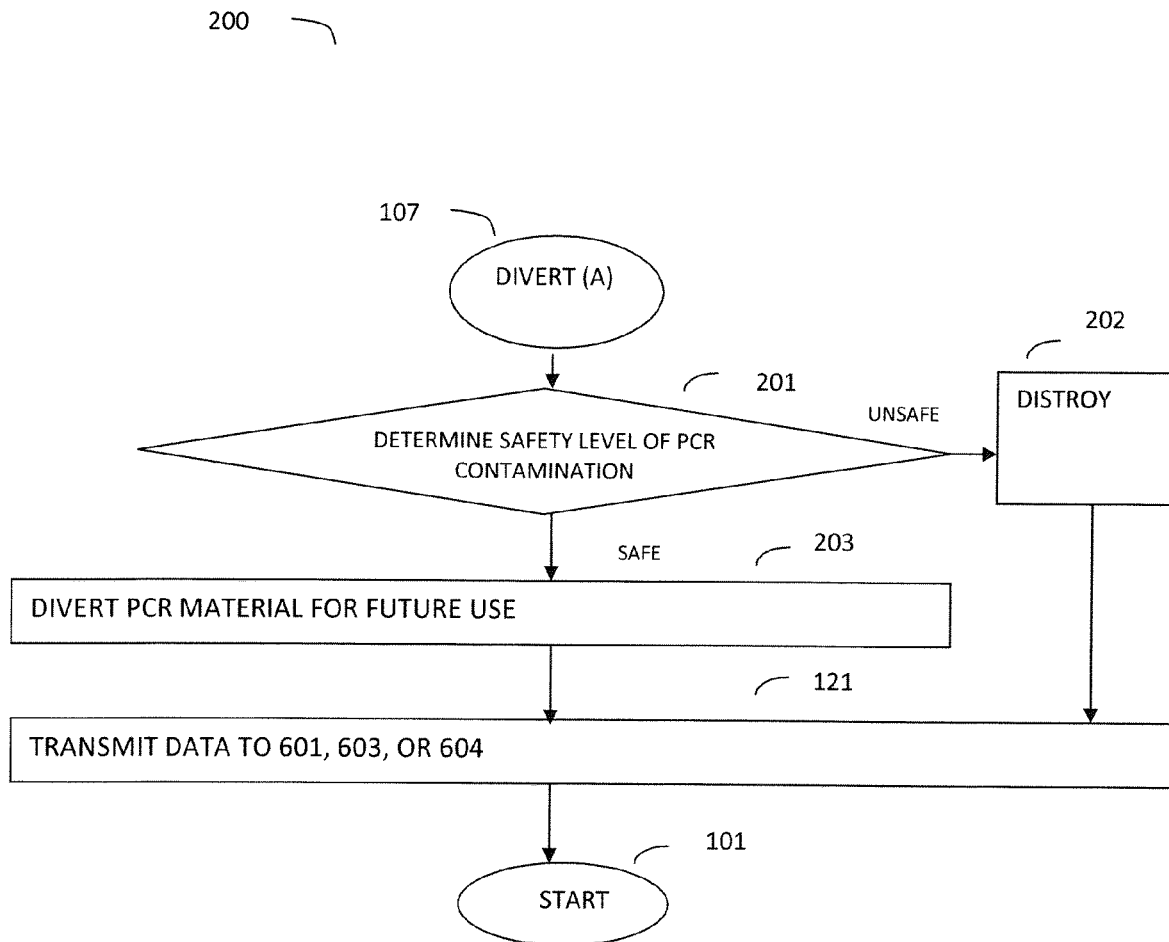 200
107
DIVERT (A)
202
201
UNSAFE
DISTROY
DETERMINE SAFETY LEVEL OF PCR
CONTAMINATION
SAFE
203
DIVERT PCR MATERIAL FOR FUTURE USE
121
TRANSMIT DATA TO 601, 603, OR 604
101
START